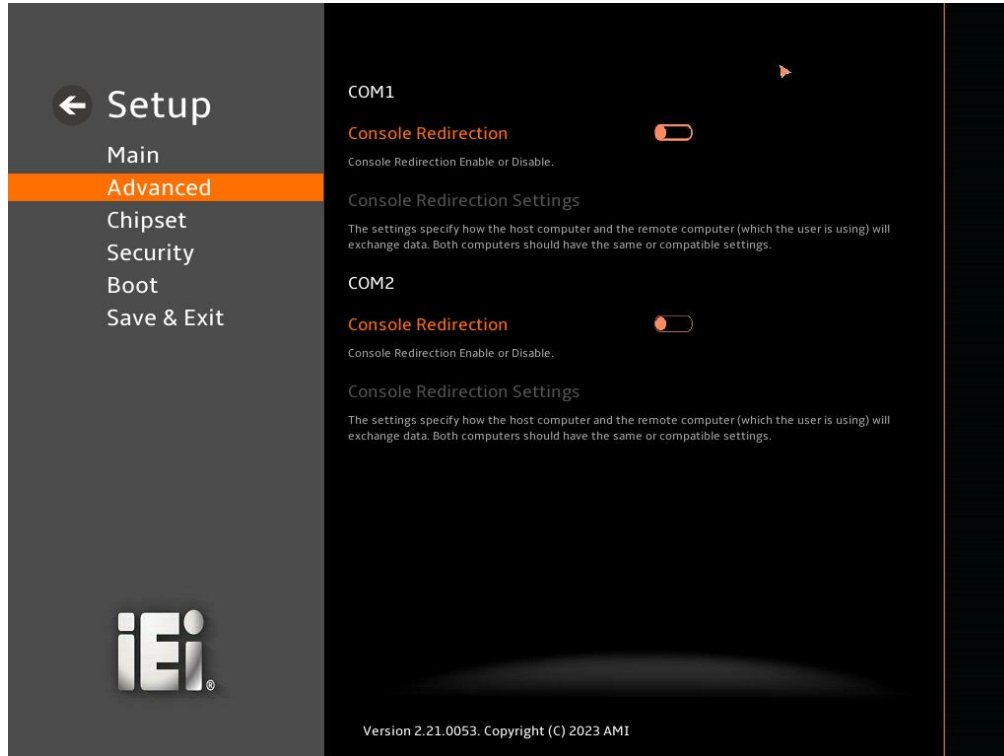 Setup
Main
Advanced
Chipset
Security
Boot
Save & Exit
COM1
Console Redirection
Console Redirection Enable or Disable.
Console Redirection Settings
The settings specify how the host computer and the remote computer (which the user is using) will
exchange data. Both computers should have the same or compatible settings.
COM2
Console Redirection
Console Redirection Enable or Disable.
Console Redirection Settings
The settings specify how the host computer and the remote computer (which the user is using) will
exchange data. Both computers should have the same or compatible settings.
iEi®
Version 2.21.0053. Copyright (C) 2023 AMI